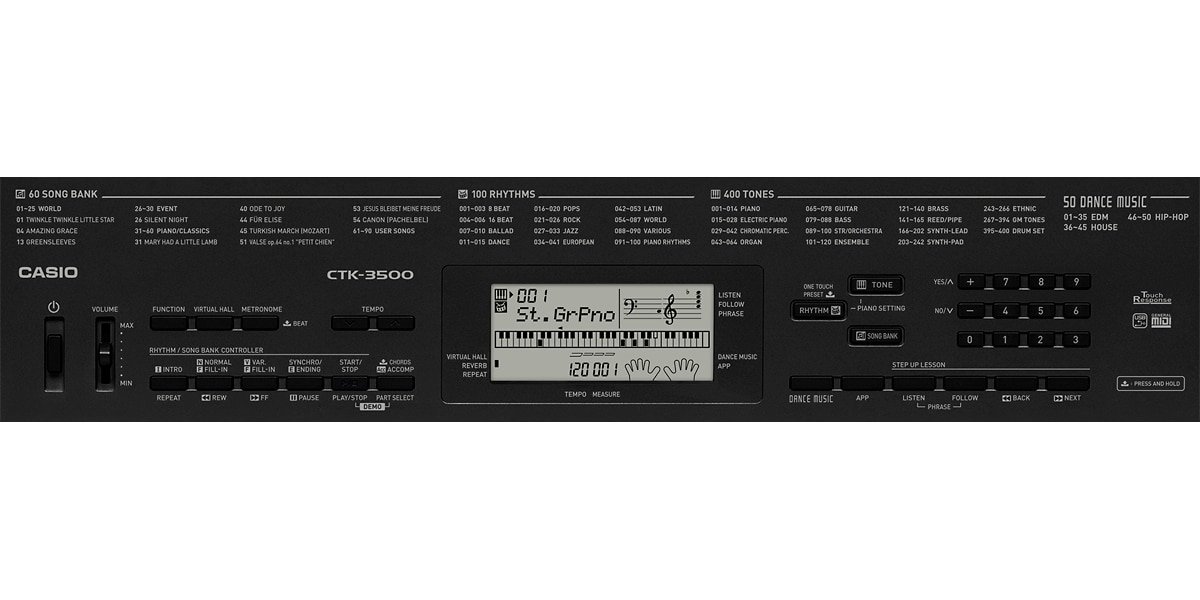 60 SONG BANK
01~25 WORLD
01 TWINKLE TWINKLE LITTLE STAR
04 AMAZING GRACE
13 GREENSLEEVES
26~30 EVENT
26 SILENT NIGHT
31~60 PIANO/CLASSICS
31 MARY HAD A LITTLE LAMB
40 ODE TO JOY
44 FÜR ELISE
45 TURKISH MARCH (MOZART)
51 VALSE op.64 no.1 "PETIT CHIEN"
53 JESUS BLEIBET MEINE FREUDE
54 CANON (PACHELBEL)
61~90 USER SONGS
100 RHYTHMS
001~003 8 BEAT
004~006 16 BEAT
007~010 BALLAD
011~015 DANCE
016~020 POPS
021~026 ROCK
027~033 JAZZ
034~041 EUROPEAN
042~053 LATIN
054~087 WORLD
088~090 VARIOUS
091~100 PIANO RHYTHMS
400 TONES
001~014 PIANO
015~028 ELECTRIC PIANO
029~042 CHROMATIC PERC.
043~064 ORGAN
065~078 GUITAR
079~088 BASS
089~100 STR/ORCHESTRA
101~120 ENSEMBLE
121~140 BRASS
141~165 REED/PIPE
166~202 SYNTH-LEAD
203~242 SYNTH-PAD
243~266 ETHNIC
267~394 GM TONES
395~400 DRUM SET
50 DANCE MUSIC
01~35 EDM
36~45 HOUSE
46~50 HIP-HOP
CASIO
CTK-3500
VOLUME
MAX
MIN
FUNCTION
VIRTUAL HALL
METRONOME
BEAT
TEMPO
RHYTHM / SONG BANK CONTROLLER
I INTRO
N NORMAL
F FILL-IN
V VAR.
F FILL-IN
SYNCHRO/
E ENDING
START/
STOP
CHORDS
Acc ACCOMP
REPEAT
REW
FF
PAUSE
PLAY/STOP
PART SELECT
DEMO
001
St.GrPno
120 001
VIRTUAL HALL
REVERB
REPEAT
LISTEN
FOLLOW
PHRASE
DANCE MUSIC
APP
TEMPO MEASURE
ONE TOUCH
PRESET
RHYTHM
PIANO SETTING
TONE
SONG BANK
YES/∧
NO/∨
+ 7 8 9
− 4 5 6
0 1 2 3
STEP UP LESSON
DANCE MUSIC
APP
LISTEN
FOLLOW
PHRASE
BACK
NEXT
Touch
Response
USB
GENERAL
MIDI
: PRESS AND HOLD